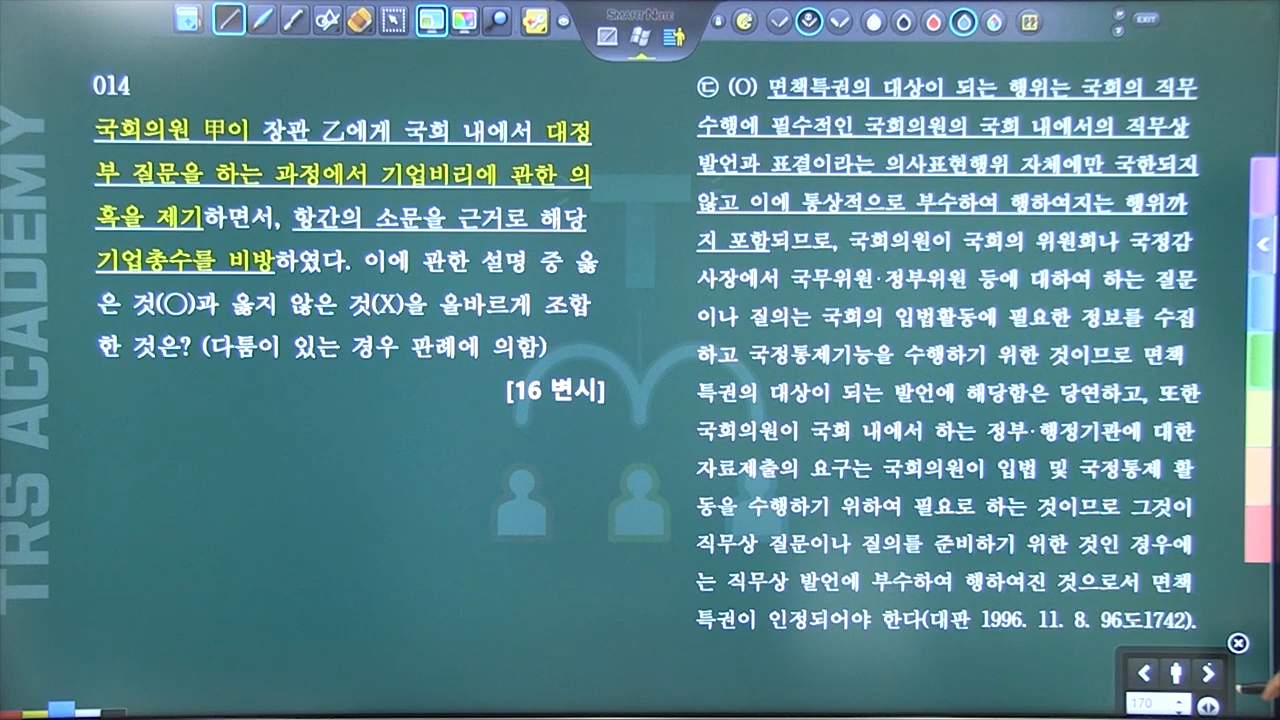 SMARTNOTE
EXIT
014
국회의원 甲이 장관 乙에게 국회 내에서 대정
부 질문을 하는 과정에서 기업비리에 관한 의
혹을 제기하면서, 항간의 소문을 근거로 해당
기업총수를 비방하였다. 이에 관한 설명 중 옳
은 것(○)과 옳지 않은 것(X)을 올바르게 조합
한 것은? (다툼이 있는 경우 판례에 의함)
[16 변시]
㉢ (O) 면책특권의 대상이 되는 행위는 국회의 직무
수행에 필수적인 국회의원의 국회 내에서의 직무상
발언과 표결이라는 의사표현행위 자체에만 국한되지
않고 이에 통상적으로 부수하여 행하여지는 행위까
지 포함되므로, 국회의원이 국회의 위원회나 국정감
사장에서 국무위원·정부위원 등에 대하여 하는 질문
이나 질의는 국회의 입법활동에 필요한 정보를 수집
하고 국정통제기능을 수행하기 위한 것이므로 면책
특권의 대상이 되는 발언에 해당함은 당연하고, 또한
국회의원이 국회 내에서 하는 정부·행정기관에 대한
자료제출의 요구는 국회의원이 입법 및 국정통제 활
동을 수행하기 위하여 필요로 하는 것이므로 그것이
직무상 질문이나 질의를 준비하기 위한 것인 경우에
는 직무상 발언에 부수하여 행하여진 것으로서 면책
특권이 인정되어야 한다(대판 1996. 11. 8. 96도1742).
TRS ACADEMY
170